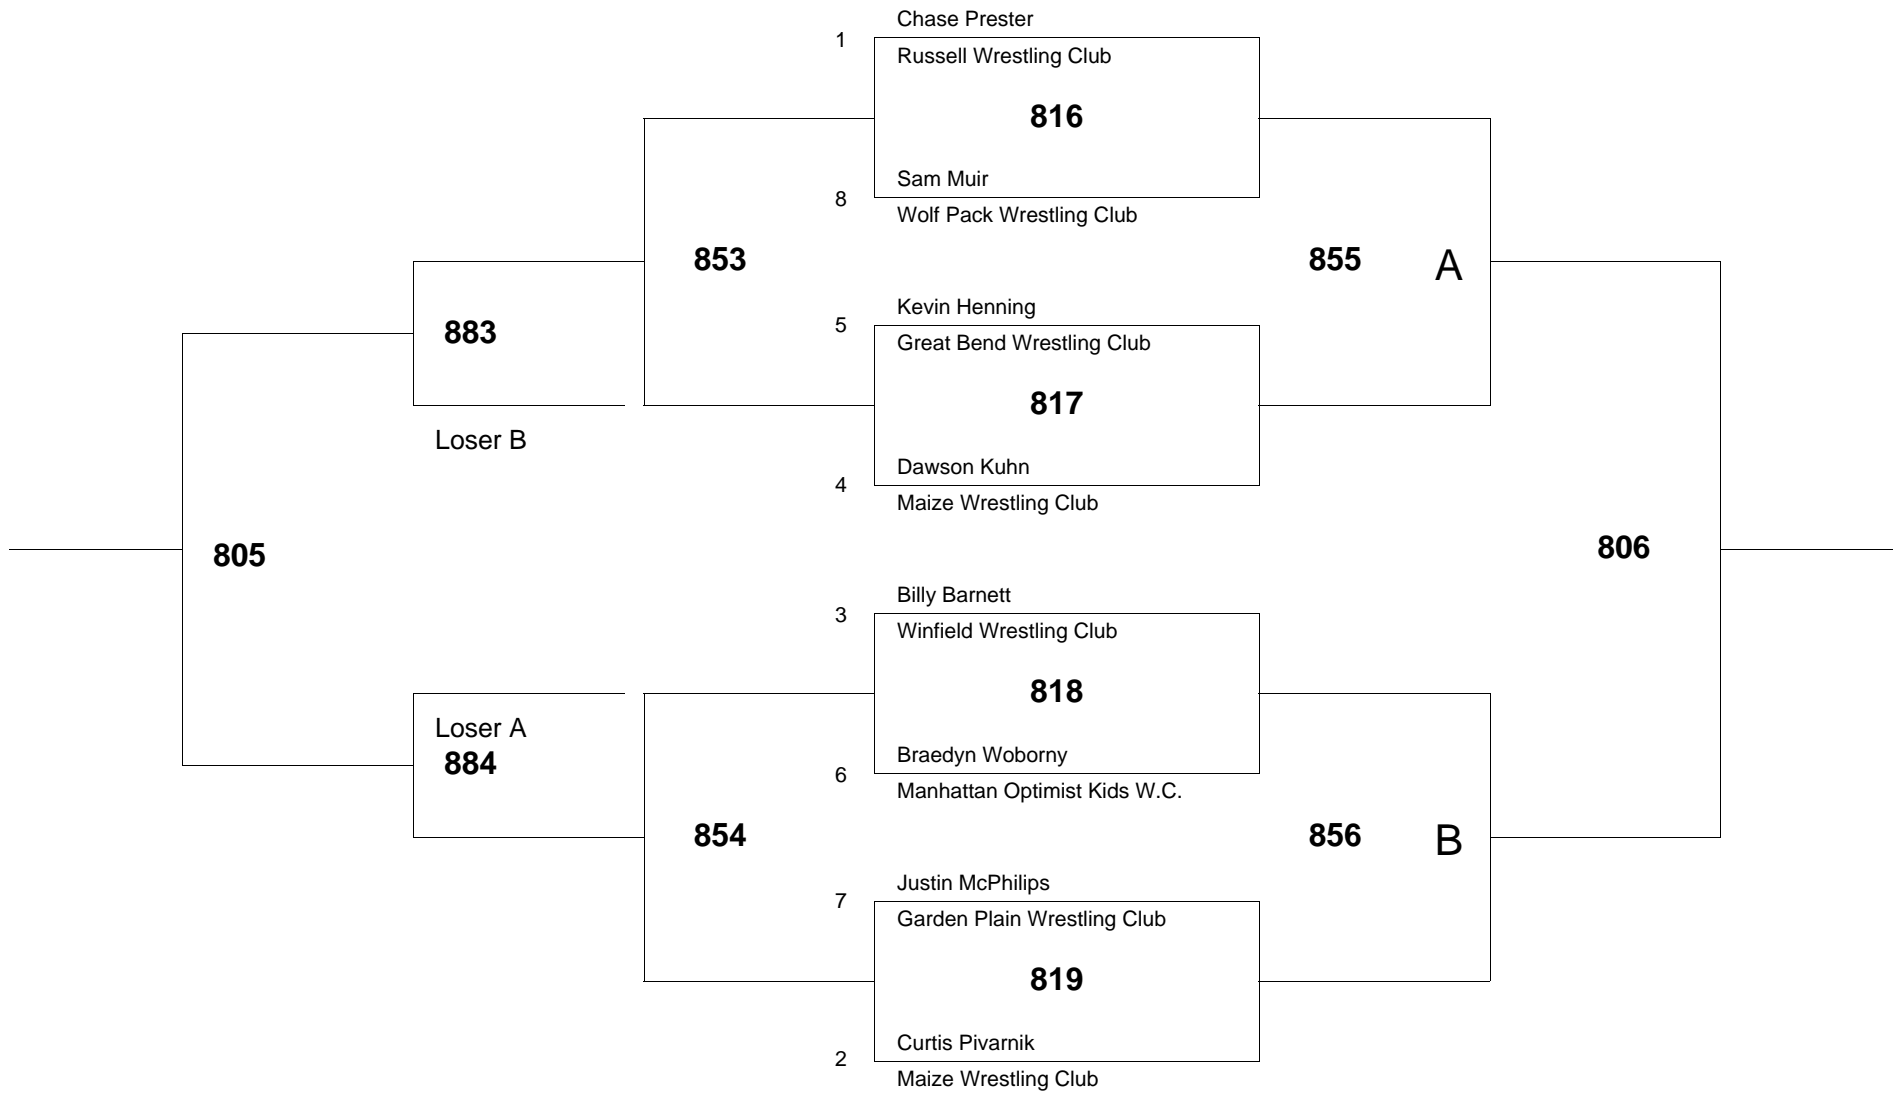 Chase Prester
1
Russell Wrestling Club
816
Sam Muir
8
Wolf Pack Wrestling Club
853
855
A
Kevin Henning
5
883
Great Bend Wrestling Club
817
Loser B
Dawson Kuhn
4
Maize Wrestling Club
805
806
Billy Barnett
3
Winfield Wrestling Club
818
Loser A
884
Braedyn Woborny
6
Manhattan Optimist Kids W.C.
854
856
B
Justin McPhilips
7
Garden Plain Wrestling Club
819
Curtis Pivarnik
2
Maize Wrestling Club